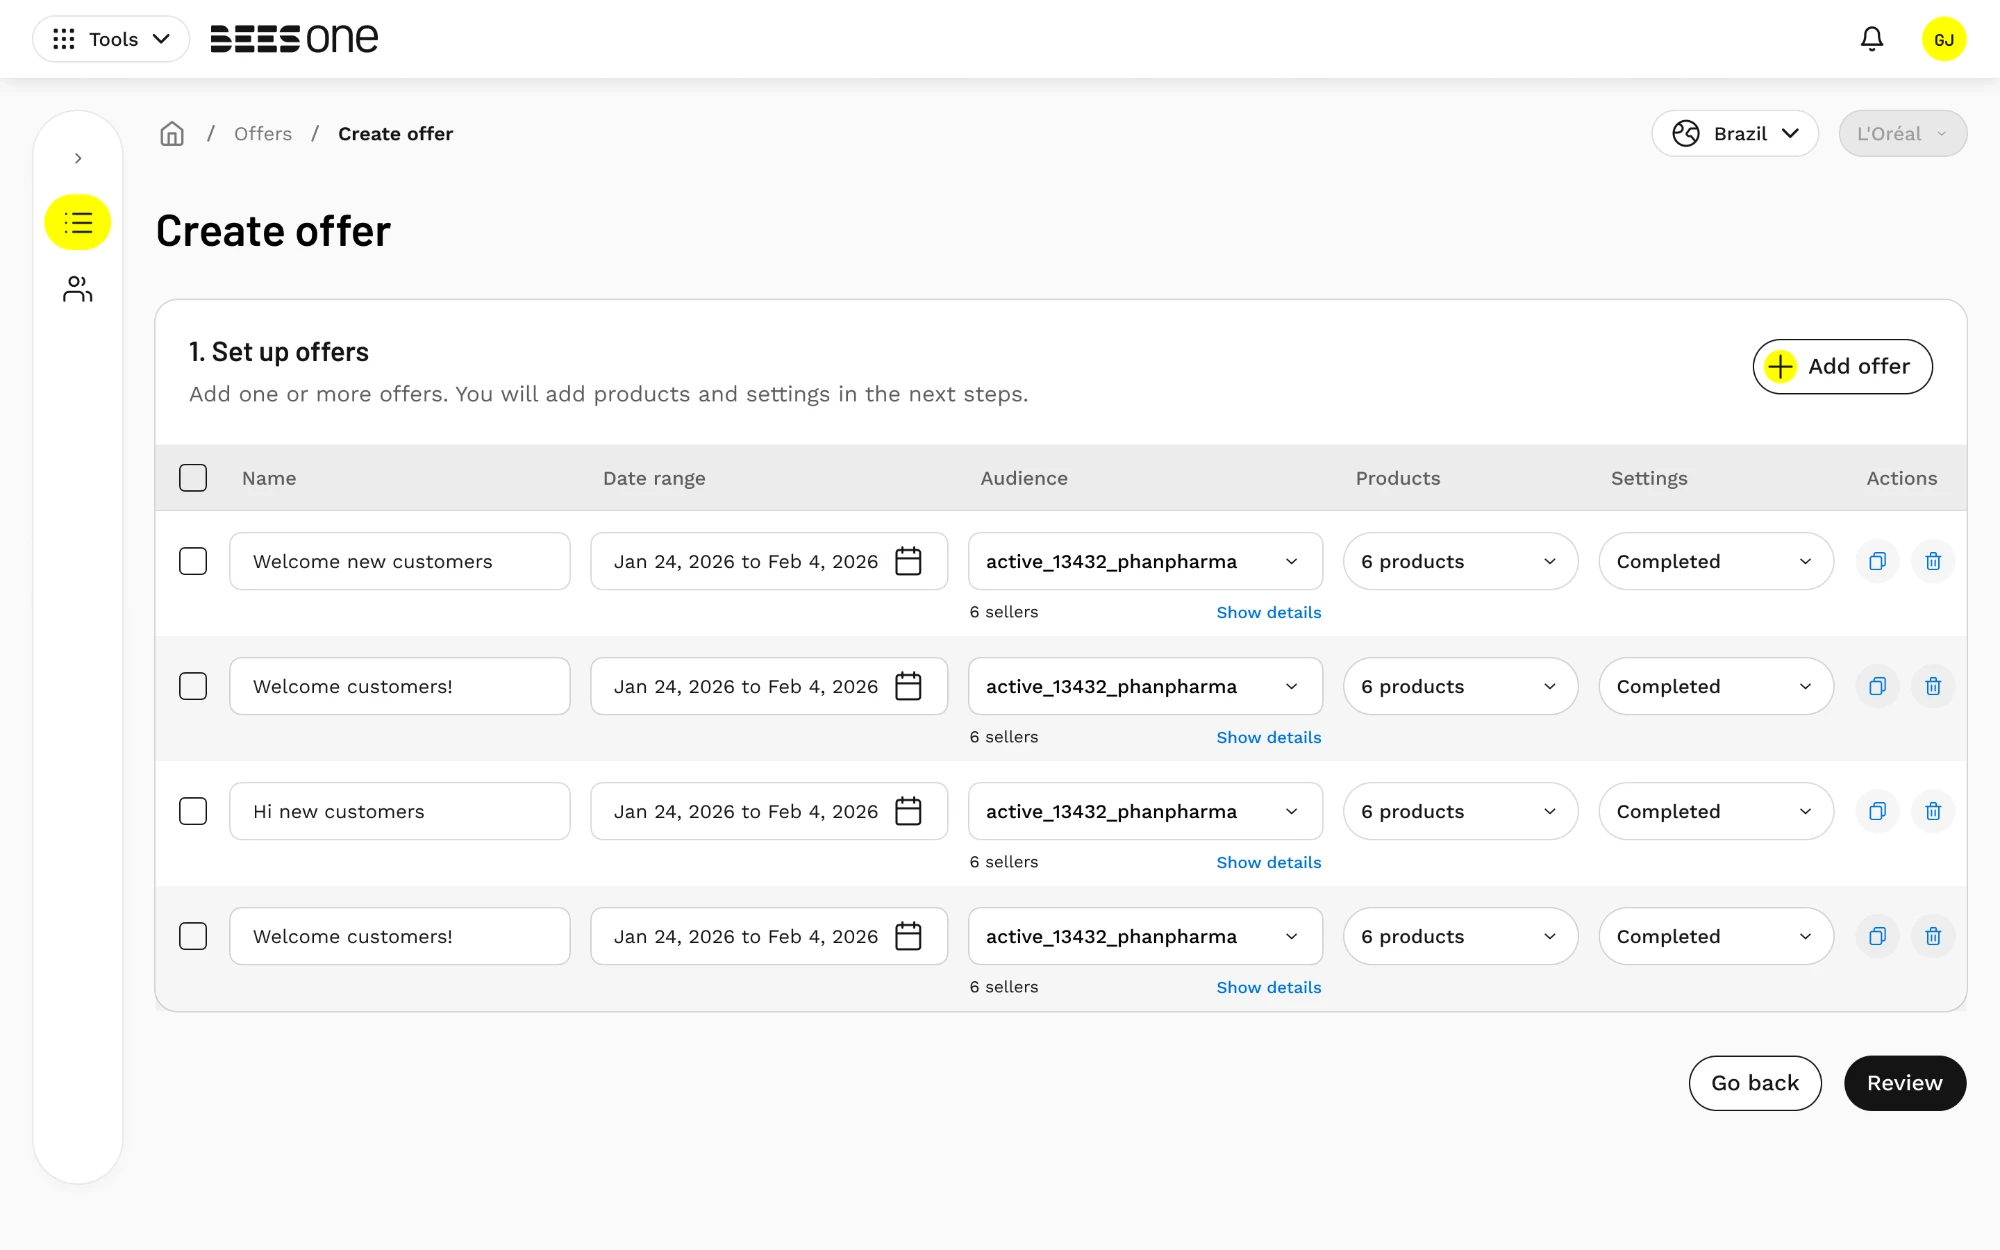 Tools
BEES one
GJ
/ Offers / Create offer
Brazil
L'Oréal
Create offer
1. Set up offers
Add one or more offers. You will add products and settings in the next steps.
Add offer
Name Date range Audience Products Settings Actions
Welcome new customers Jan 24, 2026 to Feb 4, 2026 active_13432_phanpharma 6 products Completed
6 sellers Show details
Welcome customers! Jan 24, 2026 to Feb 4, 2026 active_13432_phanpharma 6 products Completed
6 sellers Show details
Hi new customers Jan 24, 2026 to Feb 4, 2026 active_13432_phanpharma 6 products Completed
6 sellers Show details
Welcome customers! Jan 24, 2026 to Feb 4, 2026 active_13432_phanpharma 6 products Completed
6 sellers Show details
Go back
Review